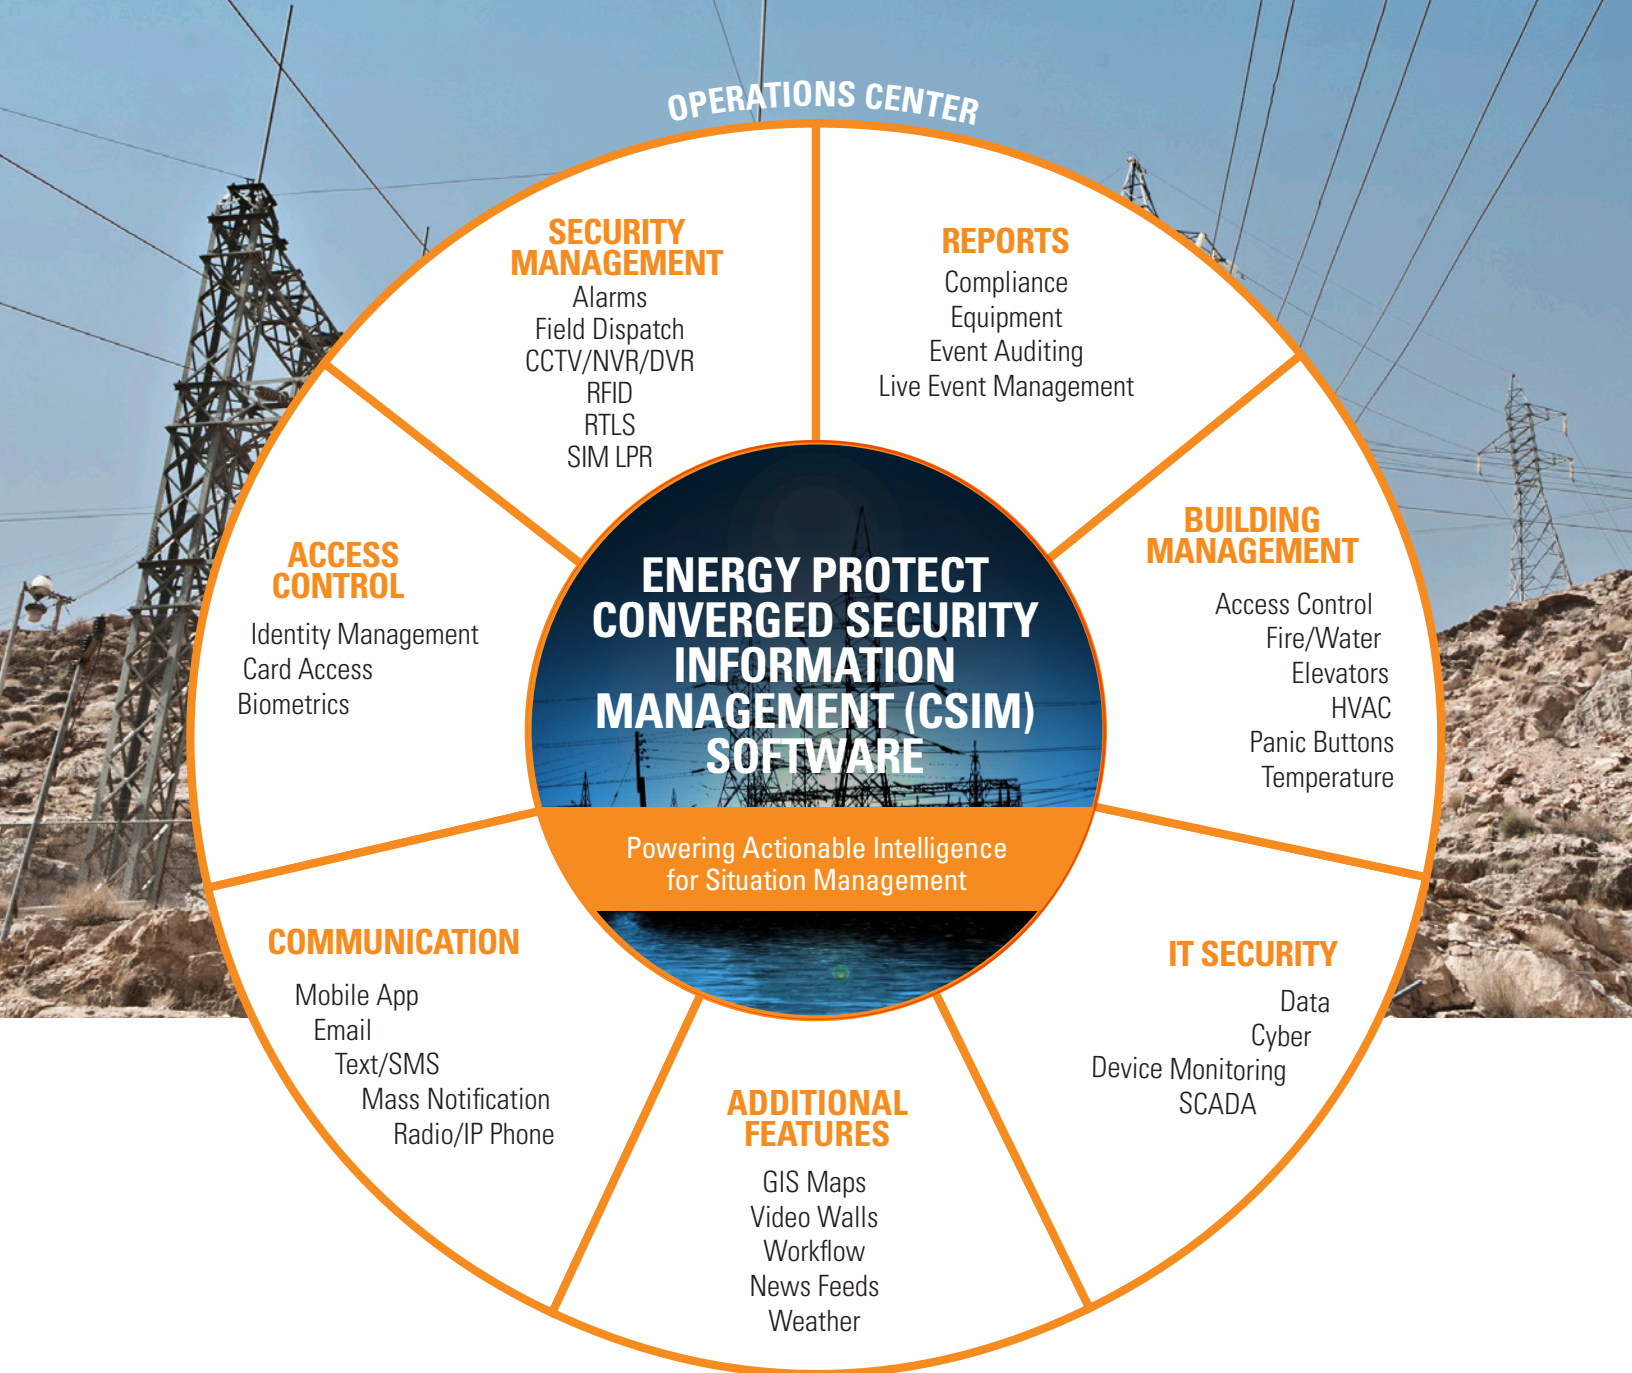 OPERATIONS CENTER
SECURITY
MANAGEMENT
Alarms
Field Dispatch
CCTV/NVR/DVR
RFID
RTLS
SIM LPR
REPORTS
Compliance
Equipment
Event Auditing
Live Event Management
ACCESS
CONTROL
Identity Management
Card Access
Biometrics
ENERGY PROTECT
CONVERGED SECURITY
INFORMATION
MANAGEMENT (CSIM)
SOFTWARE
Powering Actionable Intelligence
for Situation Management
BUILDING
MANAGEMENT
Access Control
Fire/Water
Elevators
HVAC
Panic Buttons
Temperature
COMMUNICATION
Mobile App
Email
Text/SMS
Mass Notification
Radio/IP Phone
ADDITIONAL
FEATURES
GIS Maps
Video Walls
Workflow
News Feeds
Weather
IT SECURITY
Data
Cyber
Device Monitoring
SCADA